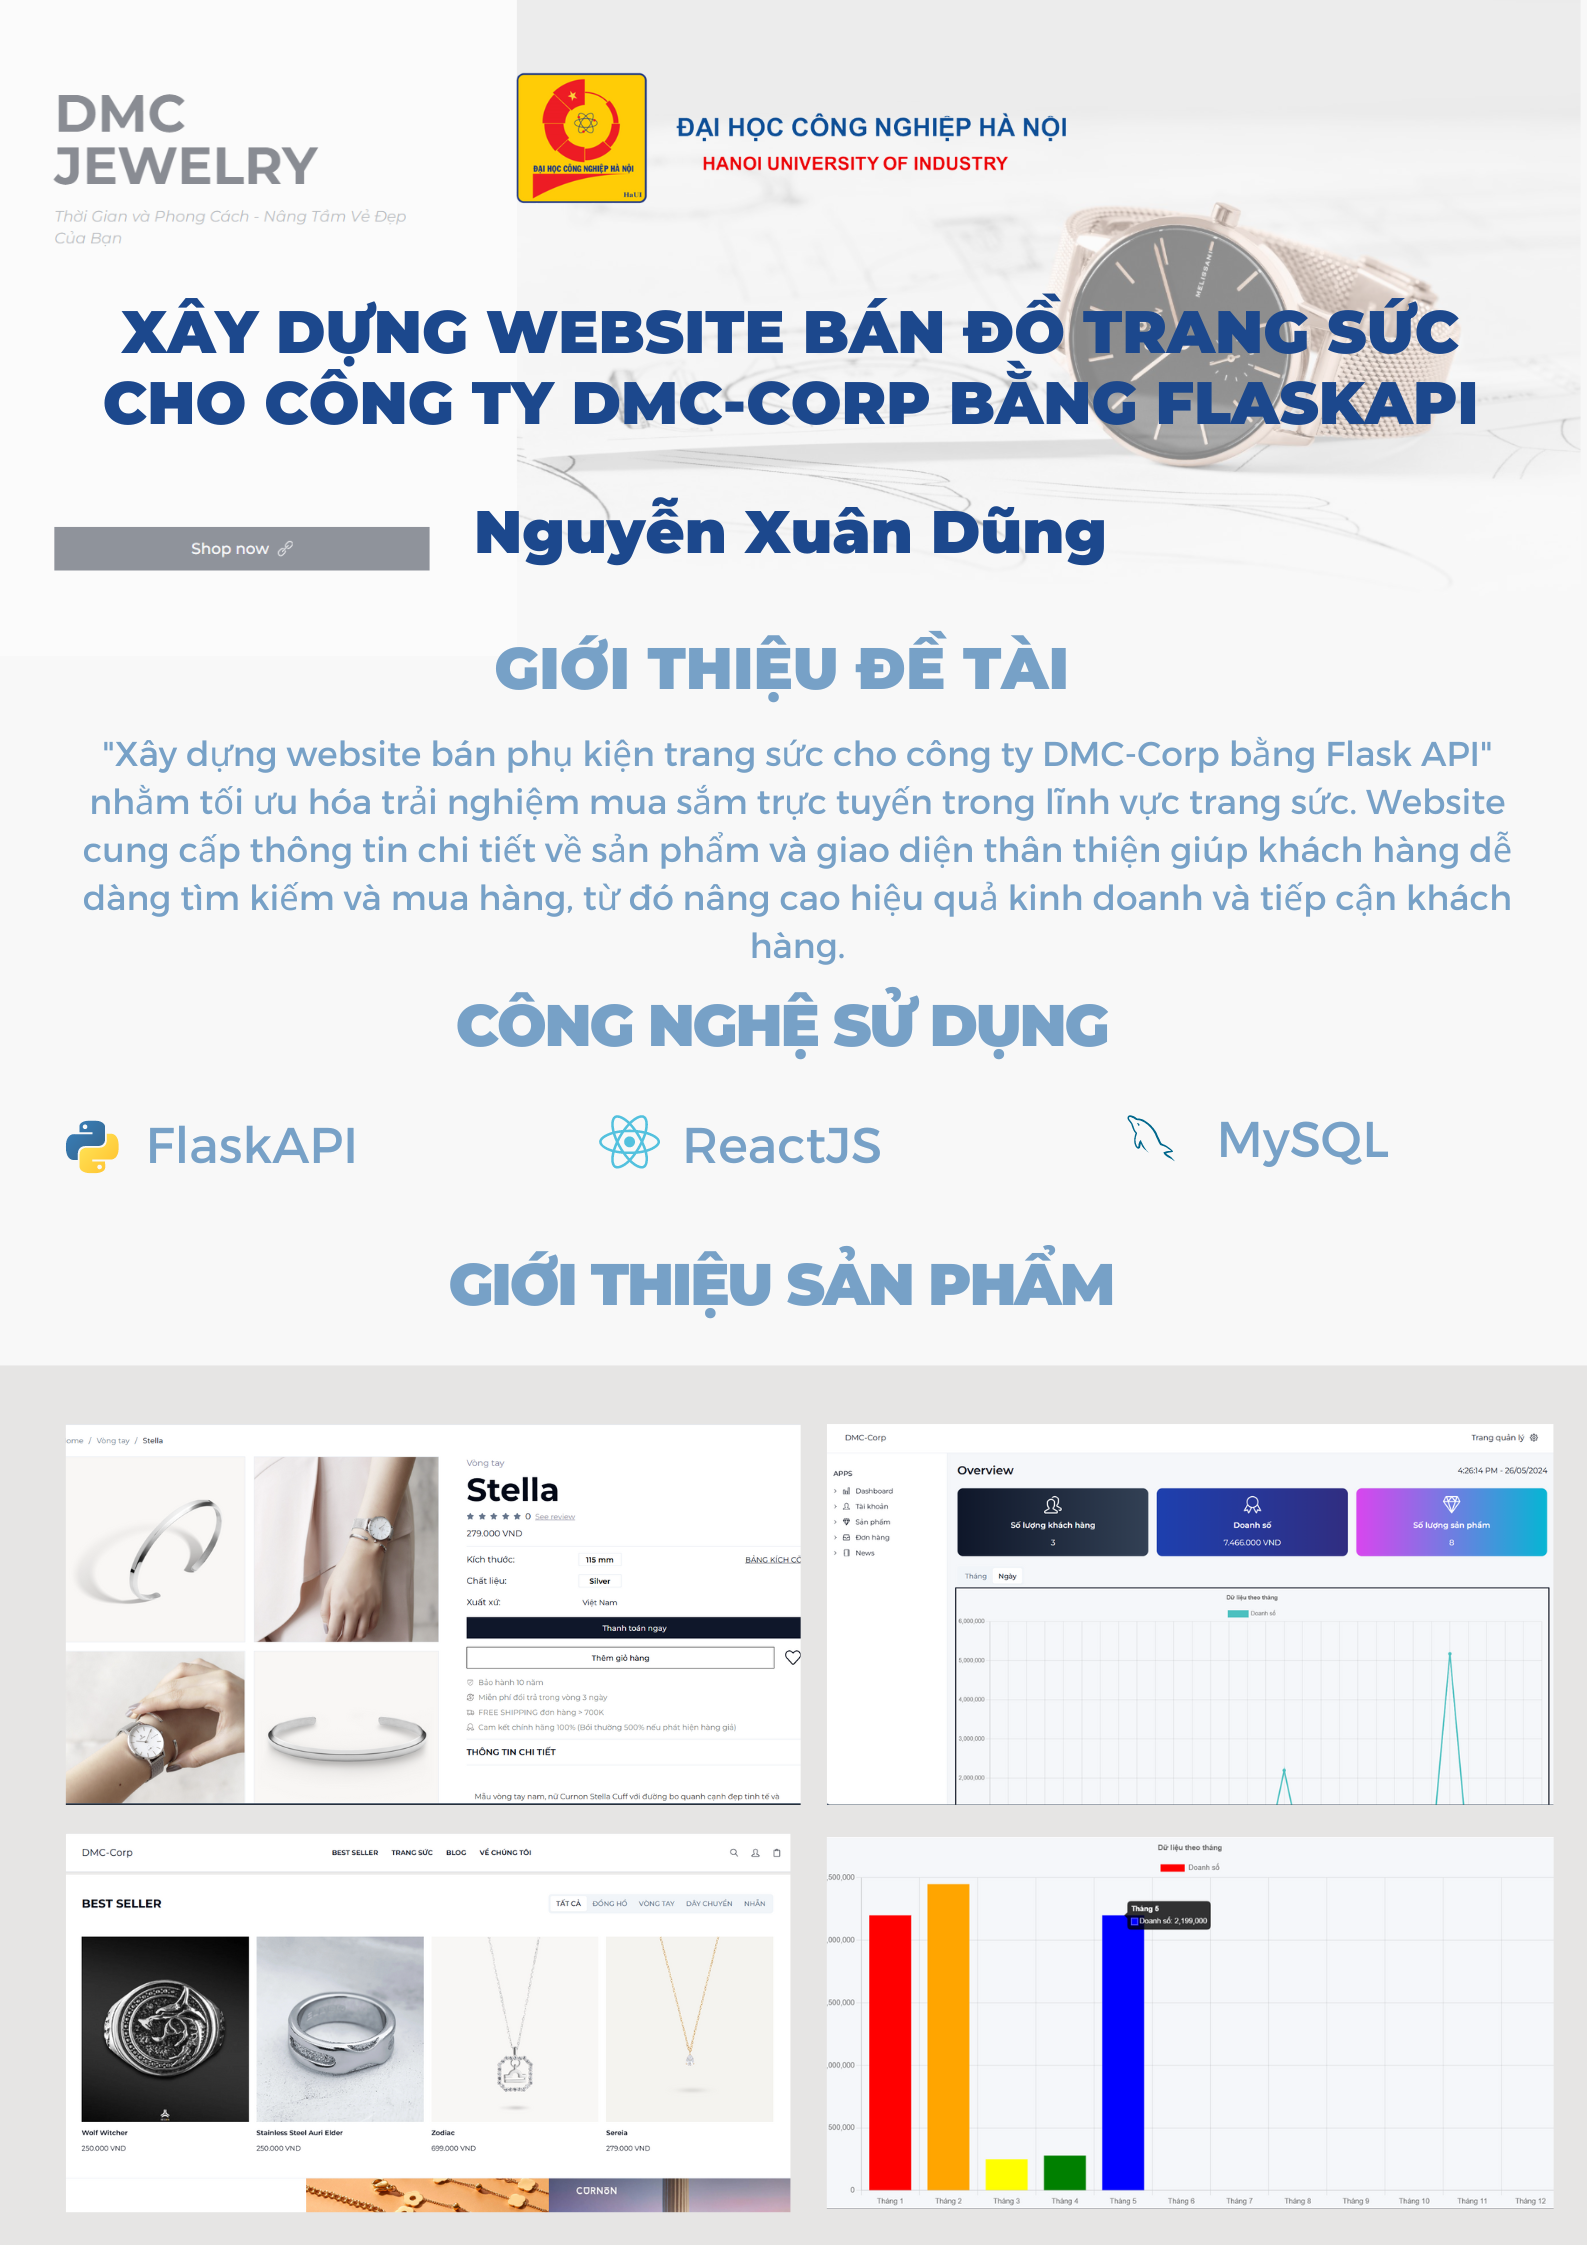 DMC
JEWELRY
Thời Gian và Phong Cách - Nâng Tầm Vẻ Đẹp
Của Bạn
ĐẠI HỌC CÔNG NGHIỆP HÀ NỘI
HaUI
ĐẠI HỌC CÔNG NGHIỆP HÀ NỘI
HANOI UNIVERSITY OF INDUSTRY
MELISSANI
XÂY DỰNG WEBSITE BÁN ĐỒ TRANG SỨC
CHO CÔNG TY DMC-CORP BẰNG FLASKAPI
Shop now
Nguyễn Xuân Dũng
GIỚI THIỆU ĐỀ TÀI
"Xây dựng website bán phụ kiện trang sức cho công ty DMC-Corp bằng Flask API"
nhằm tối ưu hóa trải nghiệm mua sắm trực tuyến trong lĩnh vực trang sức. Website
cung cấp thông tin chi tiết về sản phẩm và giao diện thân thiện giúp khách hàng dễ
dàng tìm kiếm và mua hàng, từ đó nâng cao hiệu quả kinh doanh và tiếp cận khách
hàng.
CÔNG NGHỆ SỬ DỤNG
FlaskAPI
ReactJS
MySQL
GIỚI THIỆU SẢN PHẨM
ome / Vòng tay / Stella
Vòng tay
Stella
0 See review
279.000 VND
Kích thước: 115 mm BẢNG KÍCH CỠ
Chất liệu: Silver
Xuất xứ: Việt Nam
Thanh toán ngay
Thêm giỏ hàng
Bảo hành 10 năm
Miễn phí đổi trả trong vòng 3 ngày
FREE SHIPPING đơn hàng > 700K
Cam kết chính hãng 100% (Bồi thường 500% nếu phát hiện hàng giả)
THÔNG TIN CHI TIẾT
Mẫu vòng tay nam, nữ Curnon Stella Cuff với đường bo quanh cạnh đẹp tinh tế và
DMC-Corp
Trang quản lý
APPS
Dashboard
Tài khoản
Sản phẩm
Đơn hàng
News
Overview
4:26:14 PM - 26/05/2024
Số lượng khách hàng
3
Doanh số
7.466.000 VND
Số lượng sản phẩm
8
Tháng Ngày
Dữ liệu theo tháng
Doanh số
6,000,000
5,000,000
4,000,000
3,000,000
2,000,000
DMC-Corp
BEST SELLER TRANG SỨC BLOG VỀ CHÚNG TÔI
BEST SELLER
TẤT CẢ ĐỒNG HỒ VÒNG TAY DÂY CHUYỀN NHẪN
Wolf Witcher
250.000 VND
Stainless Steel Auri Elder
250.000 VND
Zodiac
699.000 VND
Sereia
279.000 VND
CURNON
Dữ liệu theo tháng
Doanh số
,500,000
,000,000
,500,000
,000,000
500,000
0
Tháng 5
Doanh số: 2,199,000
Tháng 1 Tháng 2 Tháng 3 Tháng 4 Tháng 5 Tháng 6 Tháng 7 Tháng 8 Tháng 9 Tháng 10 Tháng 11 Tháng 12